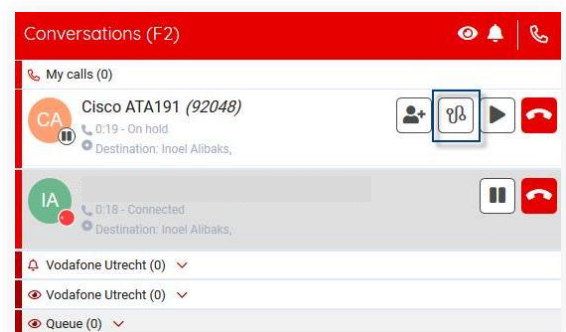 Conversations (F2)
My calls (0)
CA
Cisco ATA191 (92048)
0:19 - On hold
Destination: Inoel Alibaks,
IA
0:18 - Connected
Destination: Inoel Alibaks,
Vodafone Utrecht (0)
Vodafone Utrecht (0)
Queue (0)